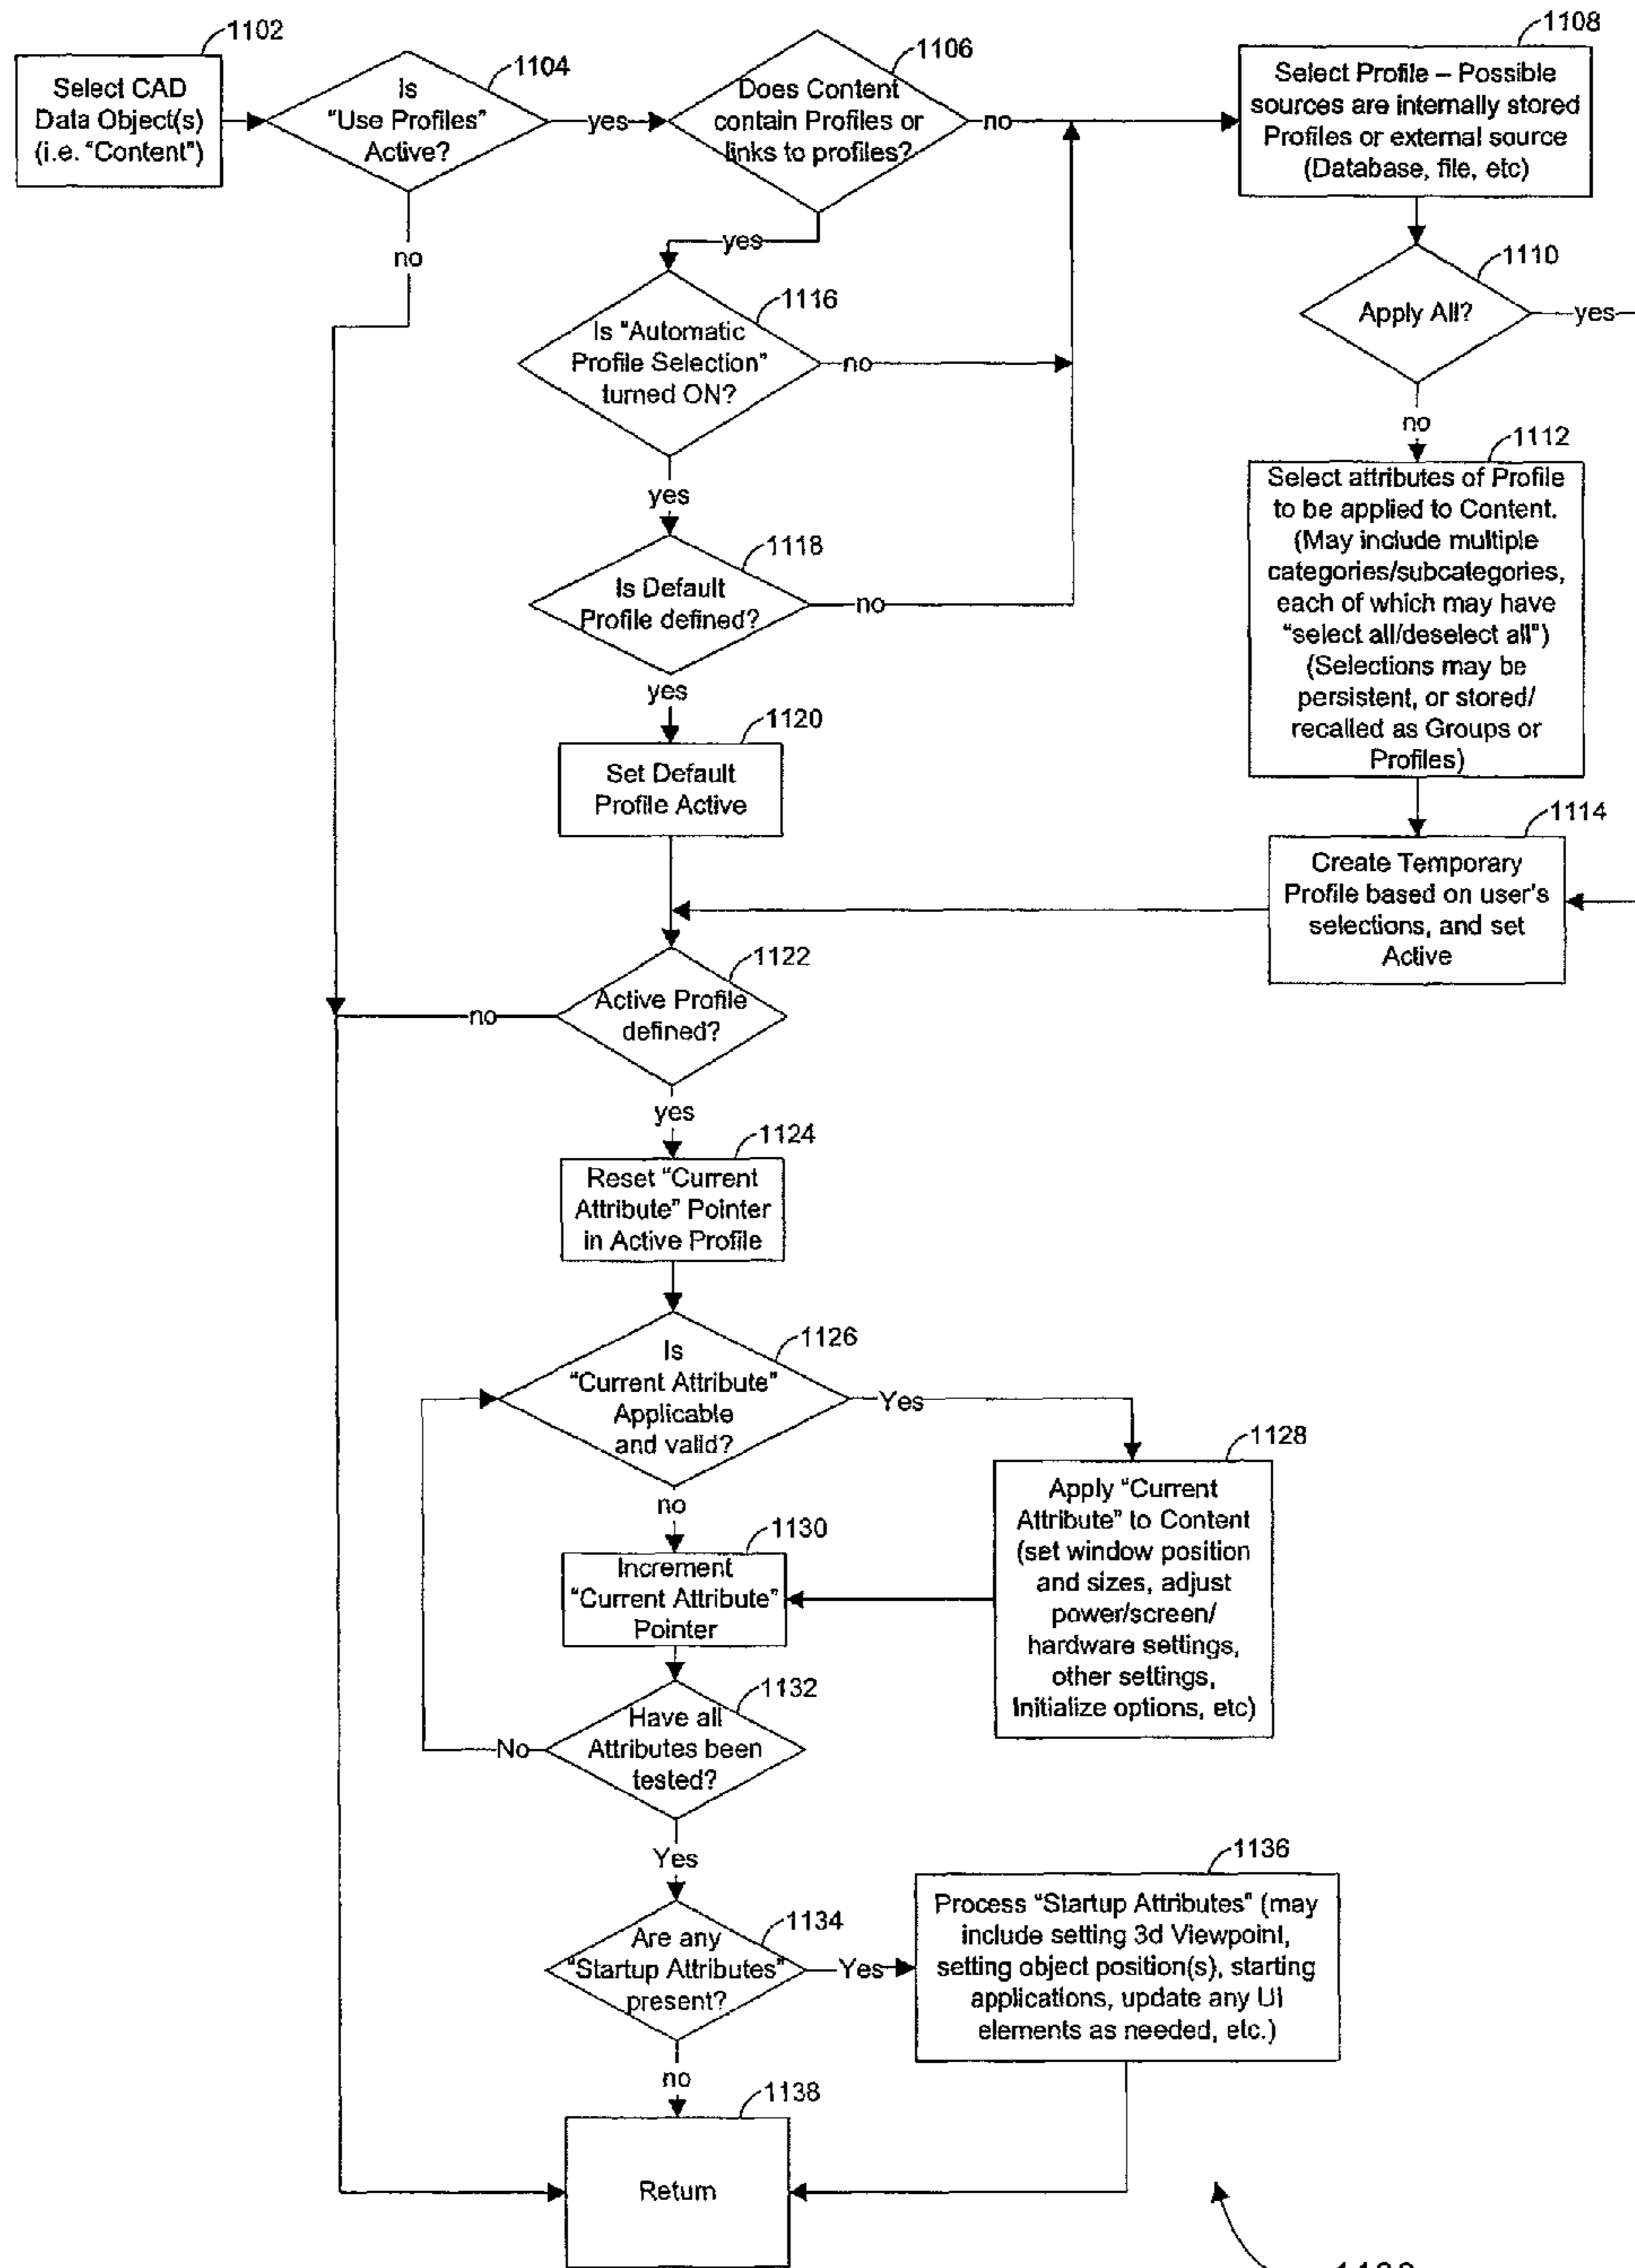 1102
Select CAD
Data Object(s)
(i.e. "Content")
1104
Is
"Use Profiles"
Active?
yes
no
1106
Does Content
contain Profiles or
links to profiles?
no
yes
1108
Select Profile – Possible
sources are internally stored
Profiles or external source
(Database, file, etc)
1110
Apply All?
yes
no
1112
Select attributes of Profile
to be applied to Content.
(May include multiple
categories/subcategories,
each of which may have
"select all/deselect all")
(Selections may be
persistent, or stored/
recalled as Groups or
Profiles)
1114
Create Temporary
Profile based on user's
selections, and set
Active
1116
Is "Automatic
Profile Selection"
turned ON?
no
yes
1118
Is Default
Profile defined?
no
yes
1120
Set Default
Profile Active
1122
Active Profile
defined?
no
yes
1124
Reset "Current
Attribute" Pointer
in Active Profile
1126
Is
"Current Attribute"
Applicable
and valid?
Yes
no
1128
Apply "Current
Attribute" to Content
(set window position
and sizes, adjust
power/screen/
hardware settings,
other settings,
Initialize options, etc)
1130
Increment
"Current Attribute"
Pointer
1132
Have all
Attributes been
tested?
No
Yes
1134
Are any
"Startup Attributes"
present?
Yes
no
1136
Process "Startup Attributes" (may
include setting 3d Viewpoint,
setting object position(s), starting
applications, update any UI
elements as needed, etc.)
1138
Return